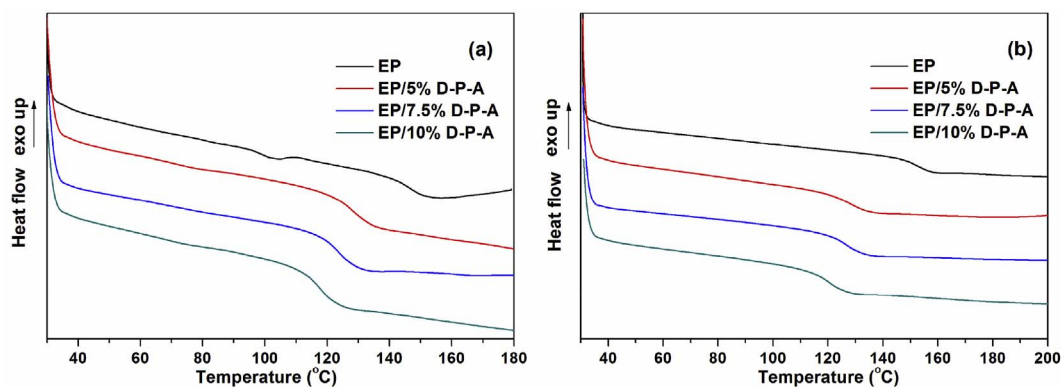 (a)
EP
EP/5% D-P-A
EP/7.5% D-P-A
EP/10% D-P-A
Heat flow exo up
40 60 80 100 120 140 160 180
Temperature (°C)
(b)
EP
EP/5% D-P-A
EP/7.5% D-P-A
EP/10% D-P-A
Heat flow exo up
40 60 80 100 120 140 160 180 200
Temperature (°C)